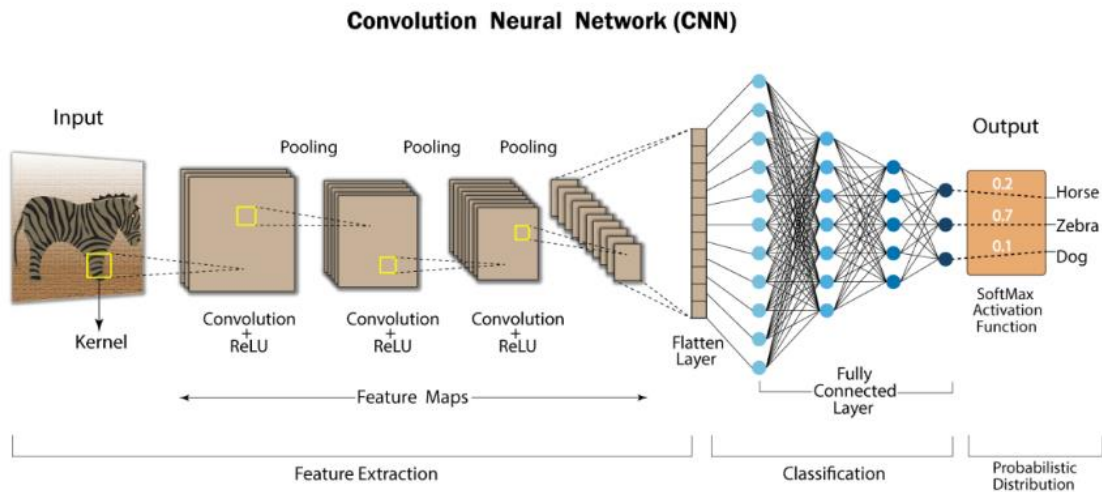 Convolution Neural Network (CNN)
Input
Kernel
Pooling
Pooling
Pooling
Convolution
+
ReLU
Convolution
+
ReLU
Convolution
+
ReLU
Feature Maps
Flatten
Layer
Fully
Connected
Layer
Output
0.2
Horse
0.7
Zebra
0.1
Dog
SoftMax
Activation
Function
Feature Extraction
Classification
Probabilistic
Distribution